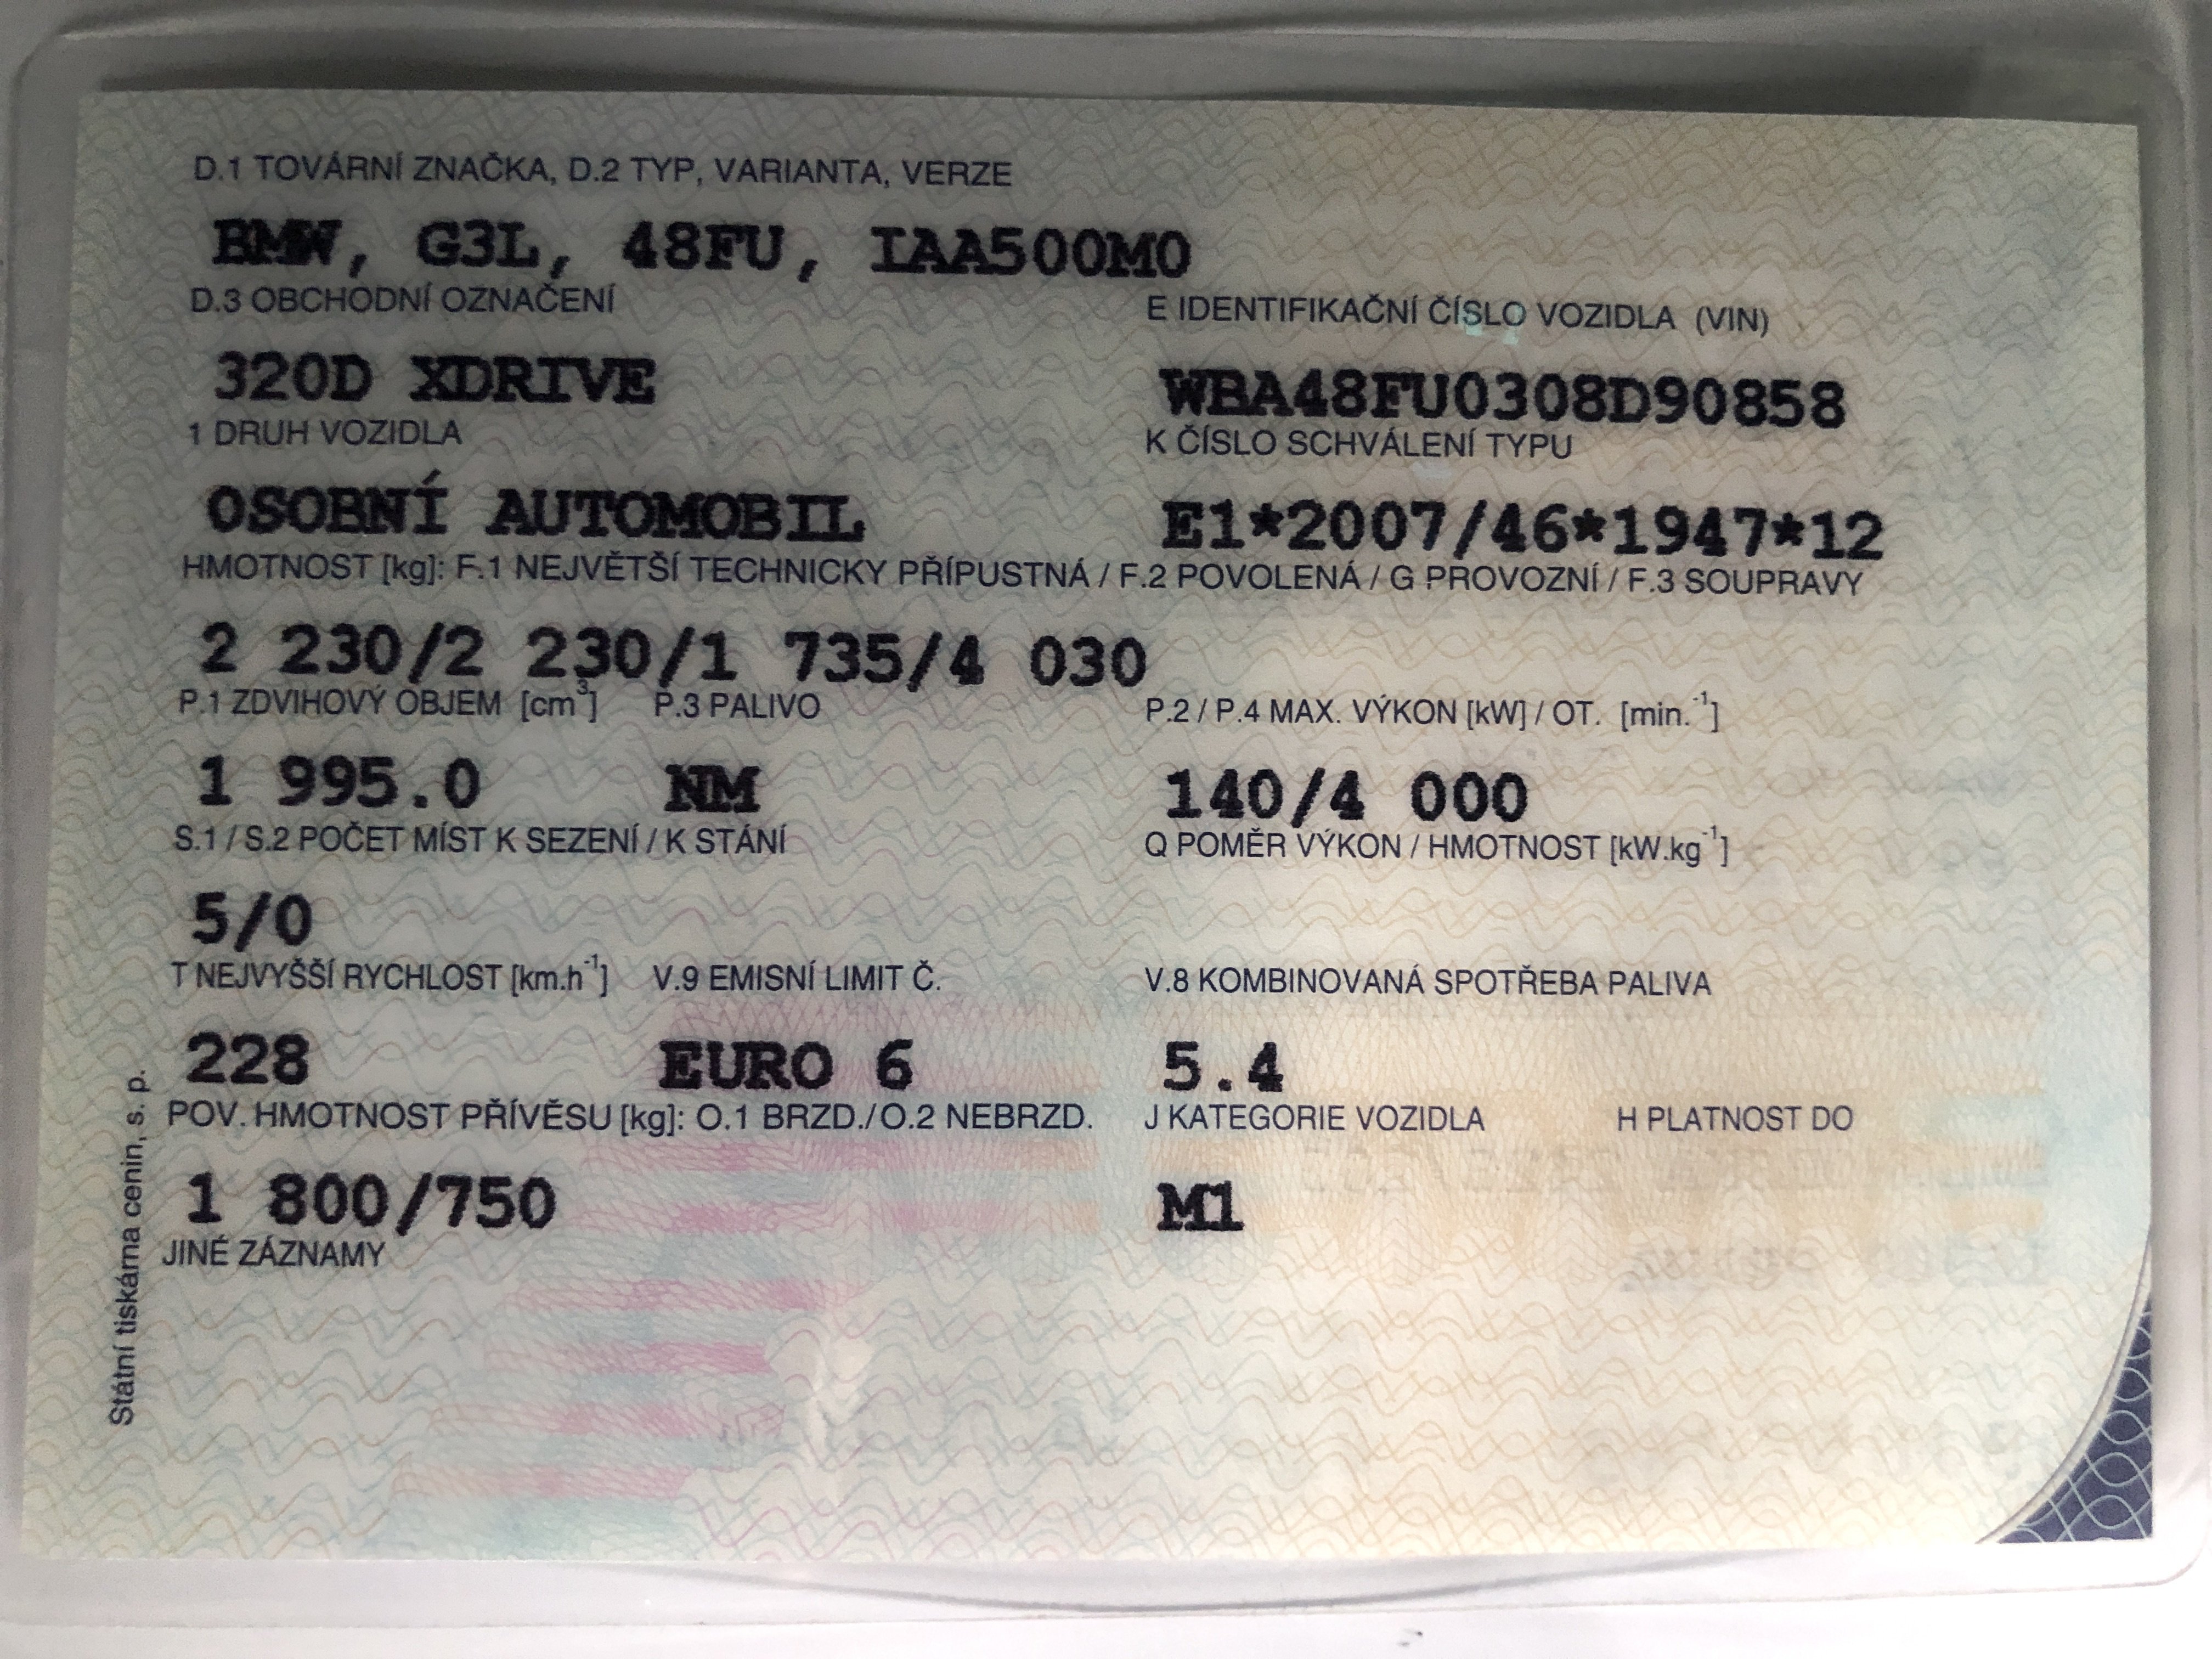 D.1 TOVÁRNÍ ZNAČKA, D.2 TYP, VARIANTA, VERZE
BMW, G3L, 48FU, IAA500M0
D.3 OBCHODNÍ OZNAČENÍ E IDENTIFIKAČNÍ ČÍSLO VOZIDLA (VIN)
320D XDRIVE WBA48FU0308D90858
1 DRUH VOZIDLA K ČÍSLO SCHVÁLENÍ TYPU
OSOBNÍ AUTOMOBIL E1*2007/46*1947*12
HMOTNOST [kg]: F.1 NEJVĚTŠÍ TECHNICKY PŘÍPUSTNÁ / F.2 POVOLENÁ / G PROVOZNÍ / F.3 SOUPRAVY
2 230/2 230/1 735/4 030
P.1 ZDVIHOVÝ OBJEM [cm³] P.3 PALIVO P.2 / P.4 MAX. VÝKON [kW] / OT. [min.⁻¹]
1 995.0 NM 140/4 000
S.1 / S.2 POČET MÍST K SEZENÍ / K STÁNÍ Q POMĚR VÝKON / HMOTNOST [kW.kg⁻¹]
5/0
T NEJVYŠŠÍ RYCHLOST [km.h⁻¹] V.9 EMISNÍ LIMIT Č. V.8 KOMBINOVANÁ SPOTŘEBA PALIVA
228 EURO 6 5.4
POV. HMOTNOST PŘÍVĚSU [kg]: O.1 BRZD./O.2 NEBRZD. J KATEGORIE VOZIDLA H PLATNOST DO
1 800/750 M1
JINÉ ZÁZNAMY
Státní tiskárna cenin, s. p.